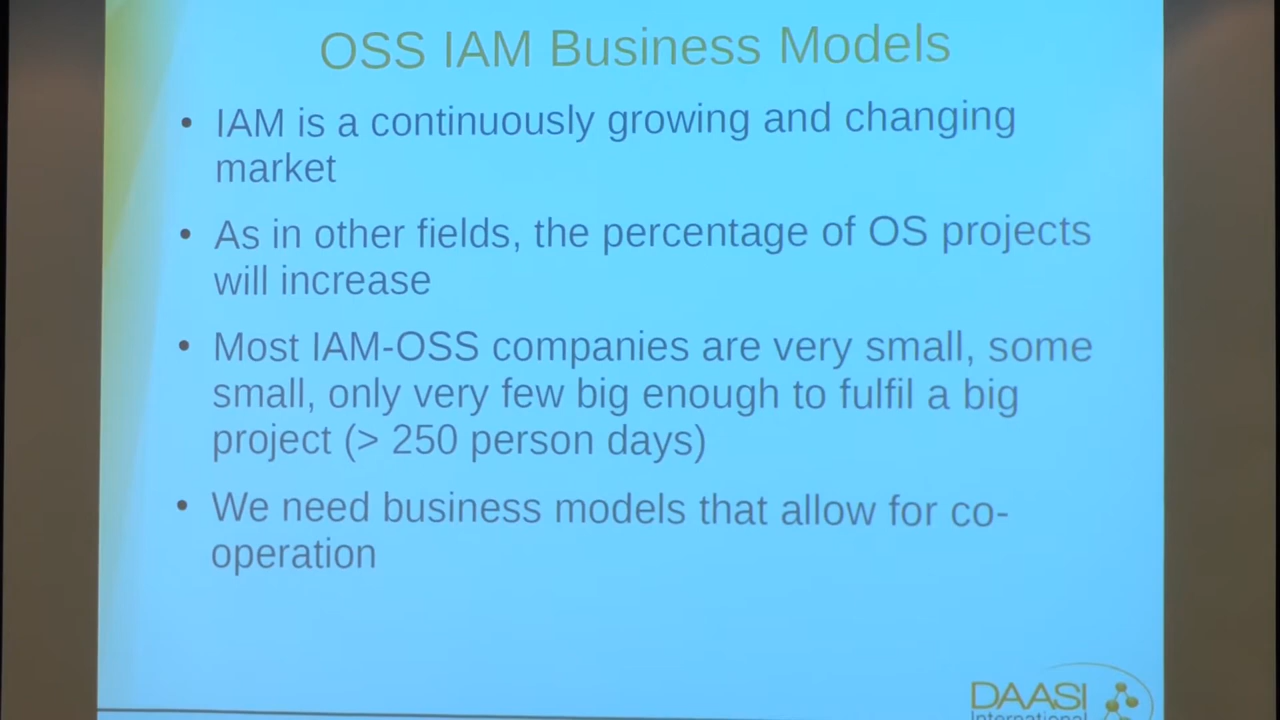 OSS IAM Business Models
• IAM is a continuously growing and changing
market
• As in other fields, the percentage of OS projects
will increase
• Most IAM-OSS companies are very small, some
small, only very few big enough to fulfil a big
project (> 250 person days)
• We need business models that allow for co-
operation
DAASI
International